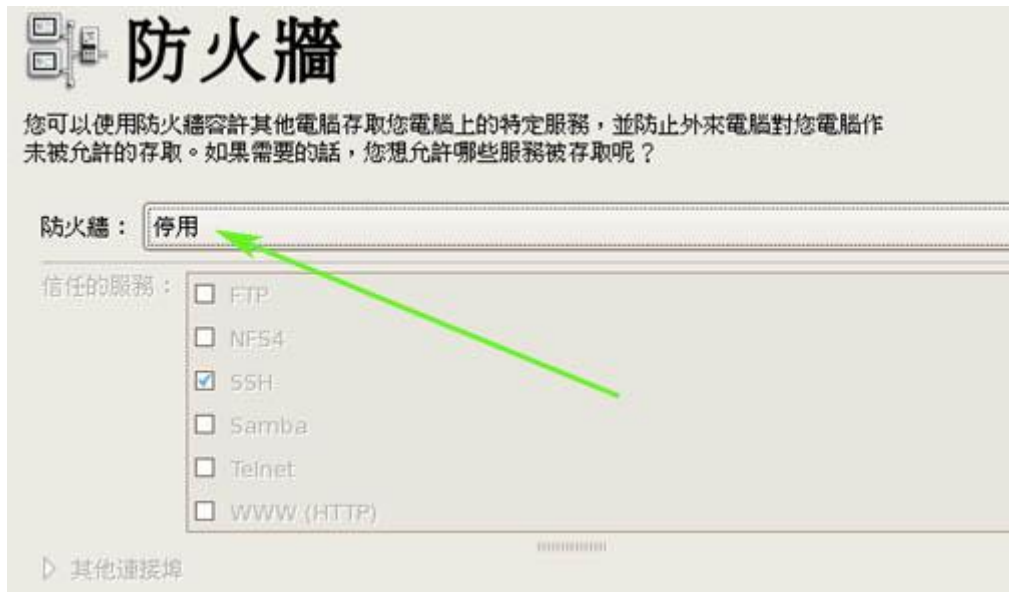 防火牆
您可以使用防火牆容許其他電腦存取您電腦上的特定服務，並防止外來電腦對您電腦作
未被允許的存取。如果需要的話，您想允許哪些服務被存取呢？
防火牆： 停用
信任的服務：
FTP
NFS4
SSH
Samba
Telnet
WWW (HTTP)
其他連接埠